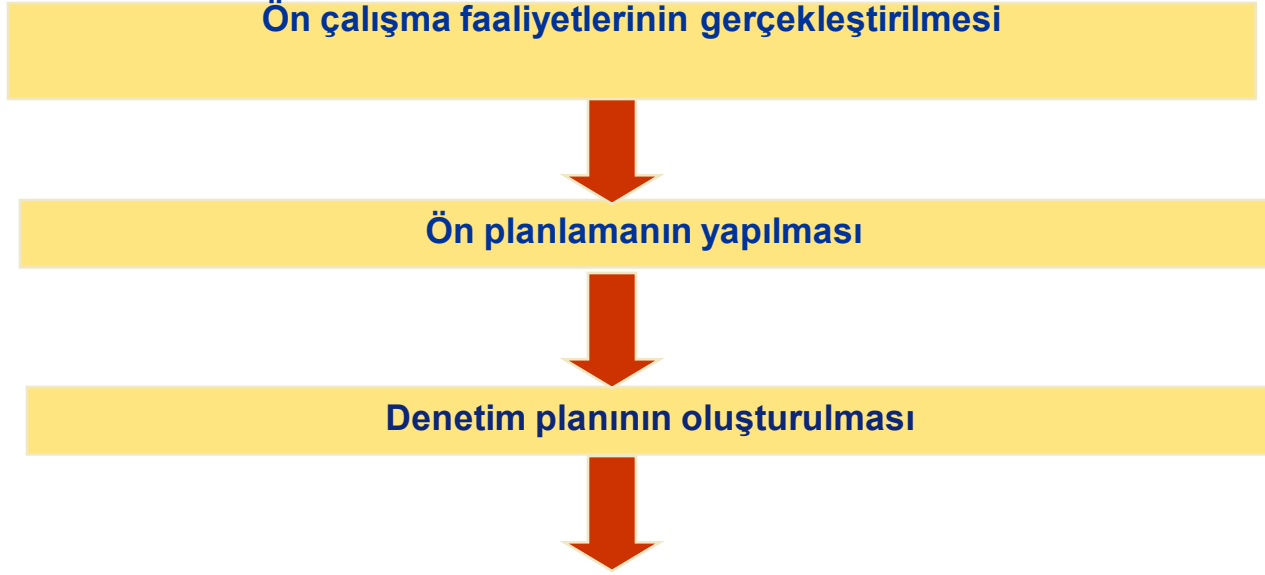 Ön çalışma faaliyetlerinin gerçekleştirilmesi
Ön planlamanın yapılması
Denetim planının oluşturulması